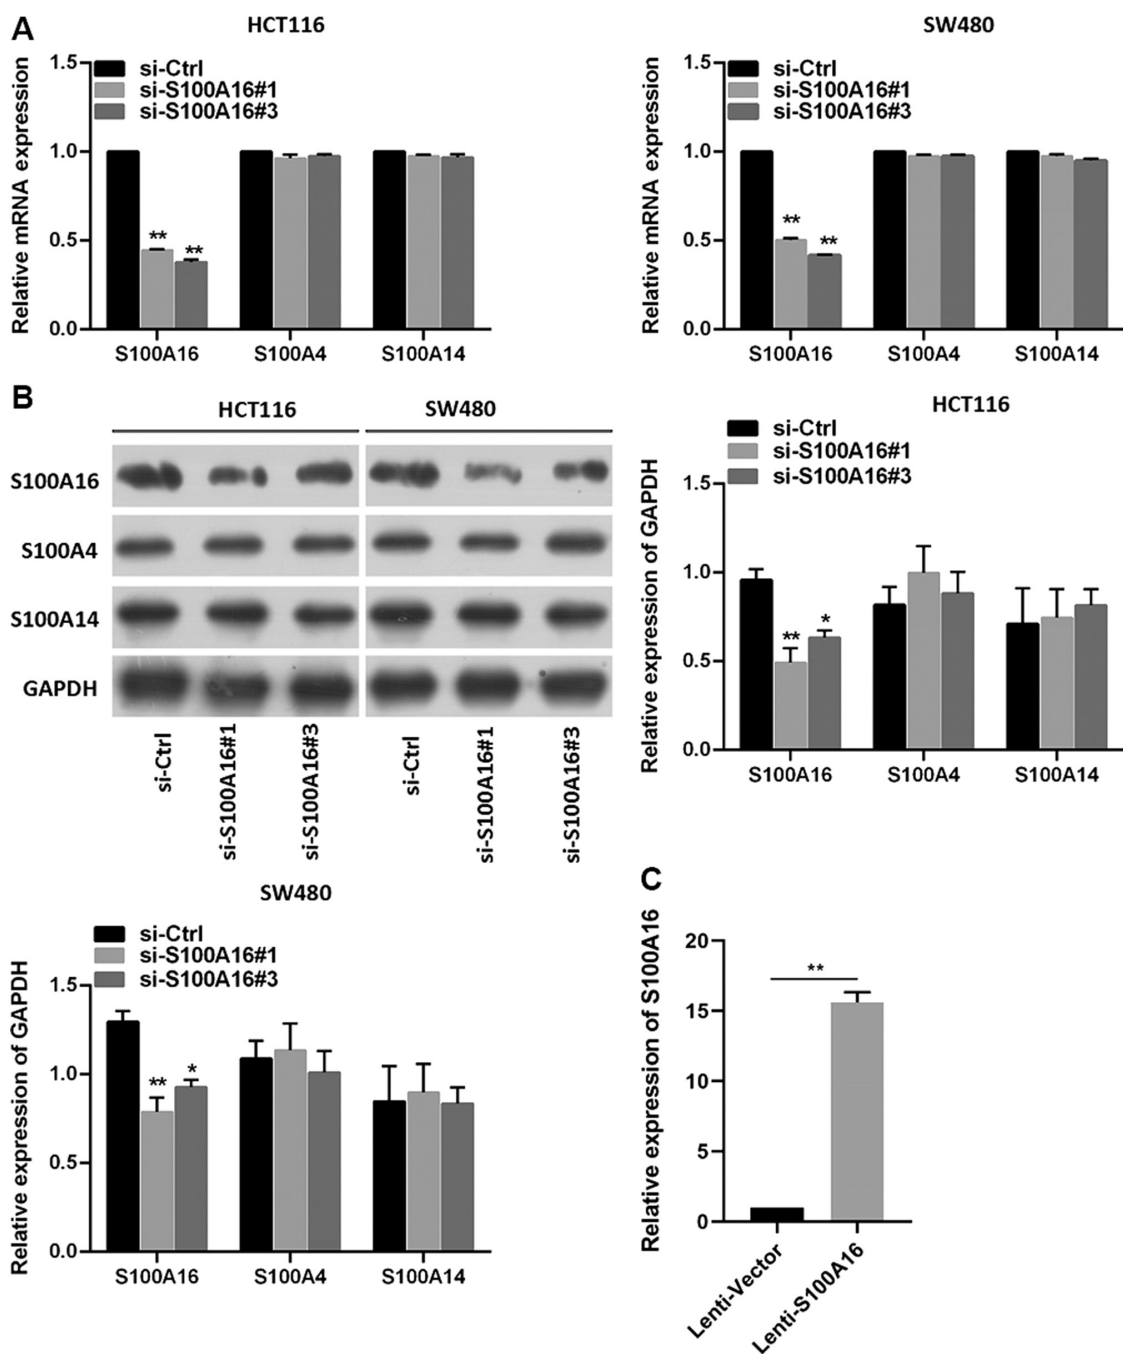 A
HCT116
Relative mRNA expression
1.5
1.0
0.5
0.0
si-Ctrl
si-S100A16#1
si-S100A16#3
** **
S100A16 S100A4 S100A14
SW480
Relative mRNA expression
1.5
1.0
0.5
0.0
si-Ctrl
si-S100A16#1
si-S100A16#3
** **
S100A16 S100A4 S100A14
B
HCT116 SW480
S100A16
S100A4
S100A14
GAPDH
si-Ctrl
si-S100A16#1
si-S100A16#3
si-Ctrl
si-S100A16#1
si-S100A16#3
HCT116
Relative expression of GAPDH
1.5
1.0
0.5
0.0
si-Ctrl
si-S100A16#1
si-S100A16#3
** *
S100A16 S100A4 S100A14
SW480
Relative expression of GAPDH
1.5
1.0
0.5
0.0
si-Ctrl
si-S100A16#1
si-S100A16#3
** *
S100A16 S100A4 S100A14
C
Relative expression of S100A16
20
15
10
5
0
**
Lenti-Vector
Lenti-S100A16